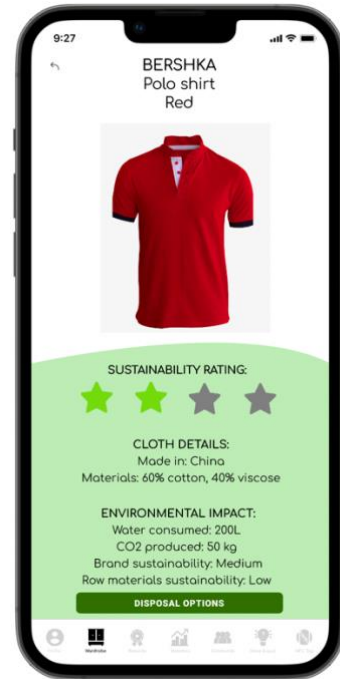 9:27
BERSHKA
Polo shirt
Red
SUSTAINABILITY RATING:
CLOTH DETAILS:
Made in: China
Materials: 60% cotton, 40% viscose
ENVIRONMENTAL IMPACT:
Water consumed: 200L
CO2 produced: 50 kg
Brand sustainability: Medium
Row materials sustainability: Low
DISPOSAL OPTIONS
Wardrobe